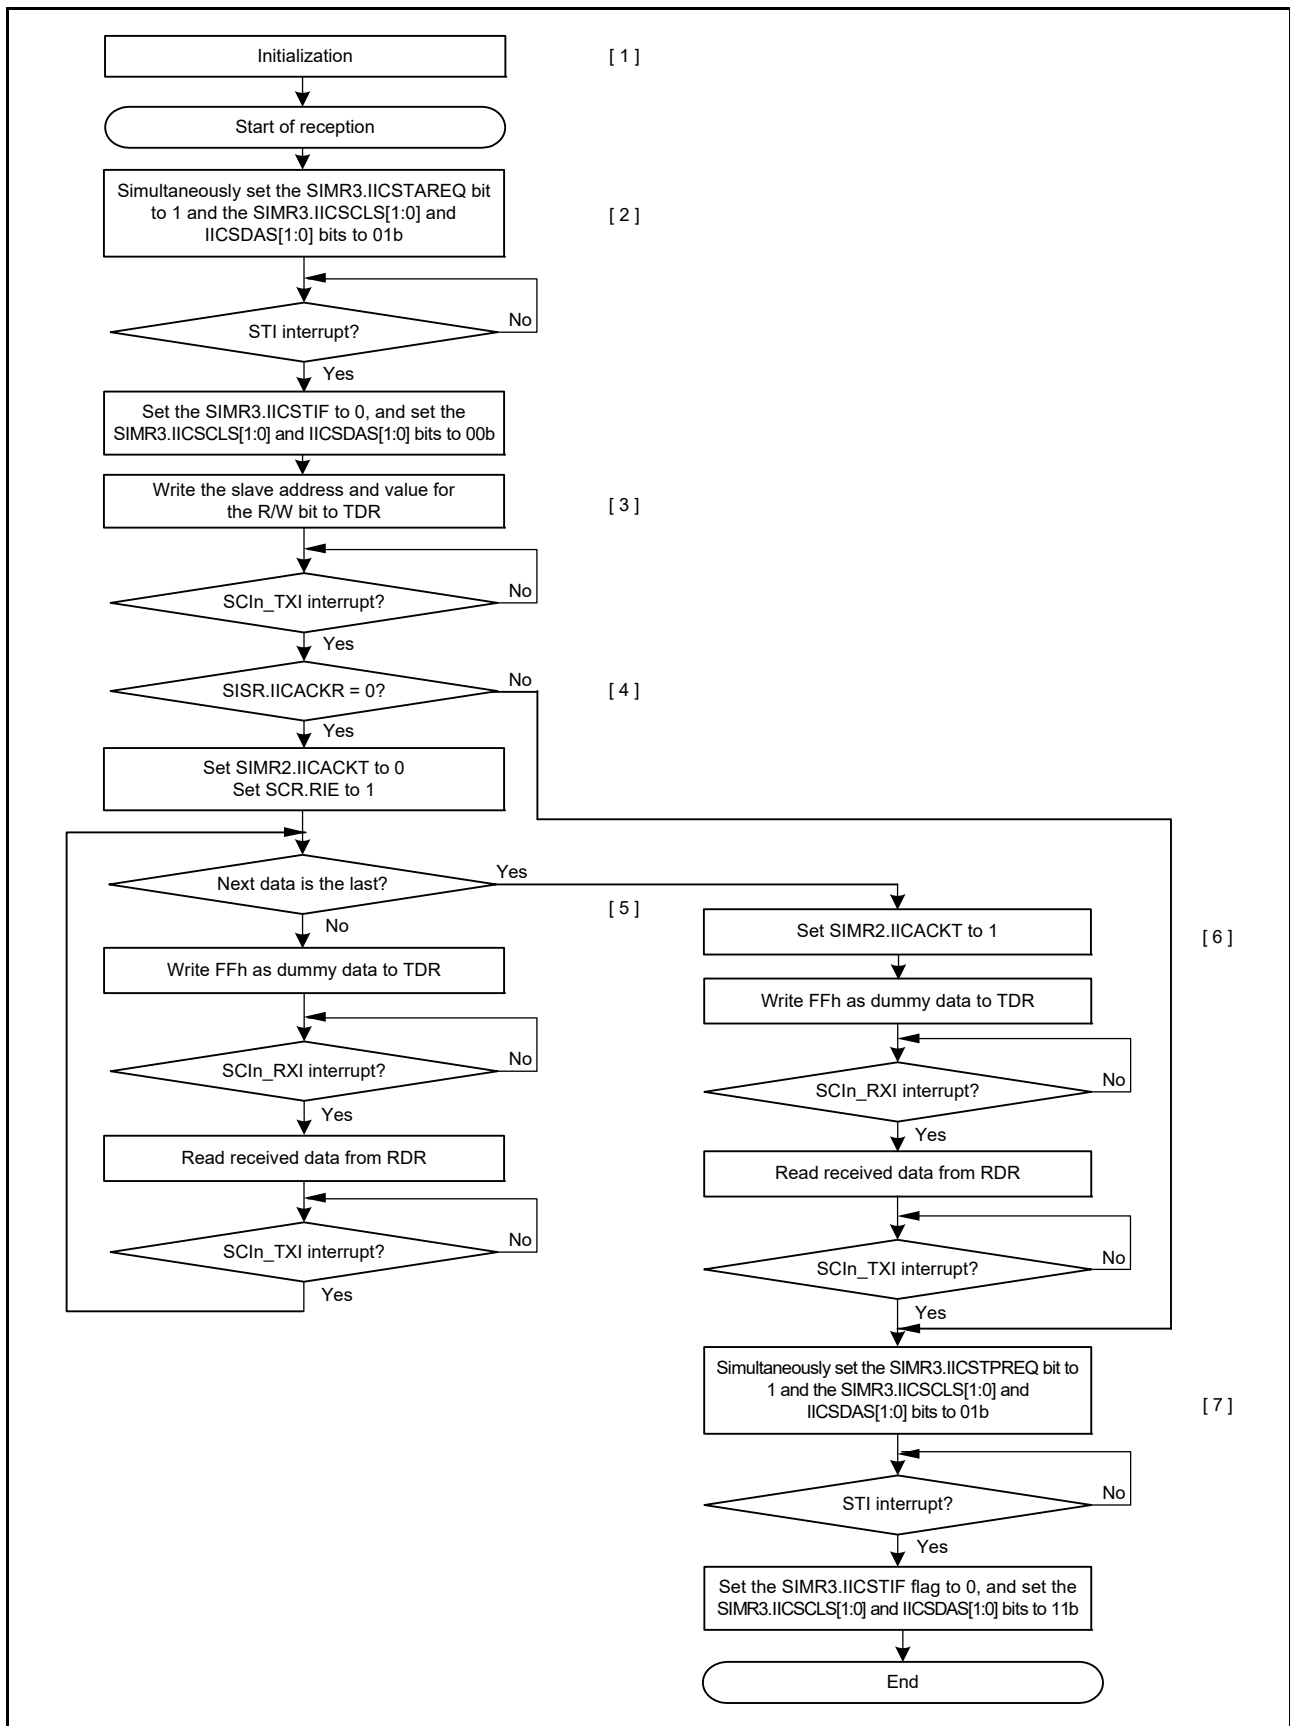 Initialization
[ 1 ]
Start of reception
Simultaneously set the SIMR3.IICSTAREQ bit
to 1 and the SIMR3.IICSCLS[1:0] and
IICSDAS[1:0] bits to 01b
[ 2 ]
STI interrupt?
No
Yes
Set the SIMR3.IICSTIF to 0, and set the
SIMR3.IICSCLS[1:0] and IICSDAS[1:0] bits to 00b
Write the slave address and value for
the R/W bit to TDR
[ 3 ]
SCIn_TXI interrupt?
No
Yes
SISR.IICACKR = 0?
No
[ 4 ]
Yes
Set SIMR2.IICACKT to 0
Set SCR.RIE to 1
Next data is the last?
Yes
[ 5 ]
No
Write FFh as dummy data to TDR
SCIn_RXI interrupt?
No
Yes
Read received data from RDR
SCIn_TXI interrupt?
No
Yes
Set SIMR2.IICACKT to 1
[ 6 ]
Write FFh as dummy data to TDR
SCIn_RXI interrupt?
No
Yes
Read received data from RDR
SCIn_TXI interrupt?
No
Yes
Simultaneously set the SIMR3.IICSTPREQ bit to
1 and the SIMR3.IICSCLS[1:0] and
IICSDAS[1:0] bits to 01b
[ 7 ]
STI interrupt?
No
Yes
Set the SIMR3.IICSTIF flag to 0, and set the
SIMR3.IICSCLS[1:0] and IICSDAS[1:0] bits to 11b
End